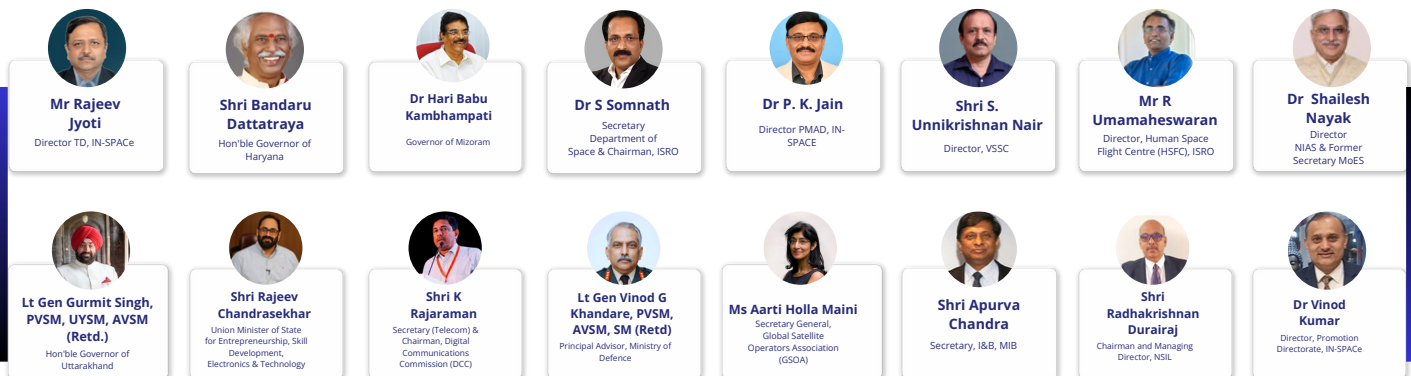 Mr Rajeev
Jyoti
Director TD, IN-SPACe
Shri Bandaru
Dattatraya
Hon'ble Governor of
Haryana
Dr Hari Babu
Kambhampati
Governor of Mizoram
Dr S Somnath
Secretary
Department of
Space & Chairman, ISRO
Dr P. K. Jain
Director PMAD, IN-
SPACE
Shri S.
Unnikrishnan Nair
Director, VSSC
Mr R
Umamaheswaran
Director, Human Space
Flight Centre (HSFC), ISRO
Dr Shailesh
Nayak
Director
NIAS & Former
Secretary MoES
Lt Gen Gurmit Singh,
PVSM, UYSM, AVSM
(Retd.)
Hon'ble Governor of
Uttarakhand
Shri Rajeev
Chandrasekhar
Union Minister of State
for Entrepreneurship, Skill
Development,
Electronics & Technology
Shri K
Rajaraman
Secretary (Telecom) &
Chairman, Digital
Communications
Commission (DCC)
Lt Gen Vinod G
Khandare, PVSM,
AVSM, SM (Retd)
Principal Advisor, Ministry of
Defence
Ms Aarti Holla Maini
Secretary General,
Global Satellite
Operators Association
(GSOA)
Shri Apurva
Chandra
Secretary, I&B, MIB
Shri
Radhakrishnan
Durairaj
Chairman and Managing
Director, NSIL
Dr Vinod
Kumar
Director, Promotion
Directorate, IN-SPACe